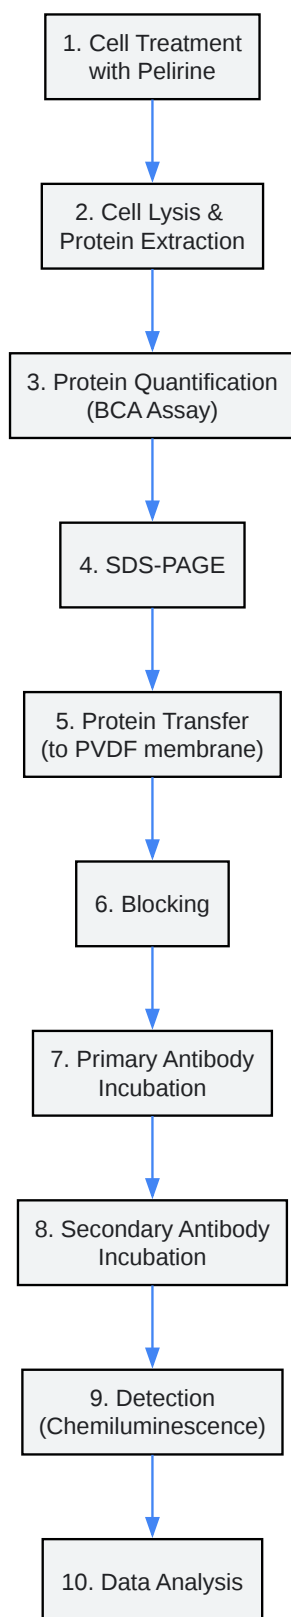 1. Cell Treatment
with Pelirine
2. Cell Lysis &
Protein Extraction
3. Protein Quantification
(BCA Assay)
4. SDS-PAGE
5. Protein Transfer
(to PVDF membrane)
6. Blocking
7. Primary Antibody
Incubation
8. Secondary Antibody
Incubation
9. Detection
(Chemiluminescence)
10. Data Analysis